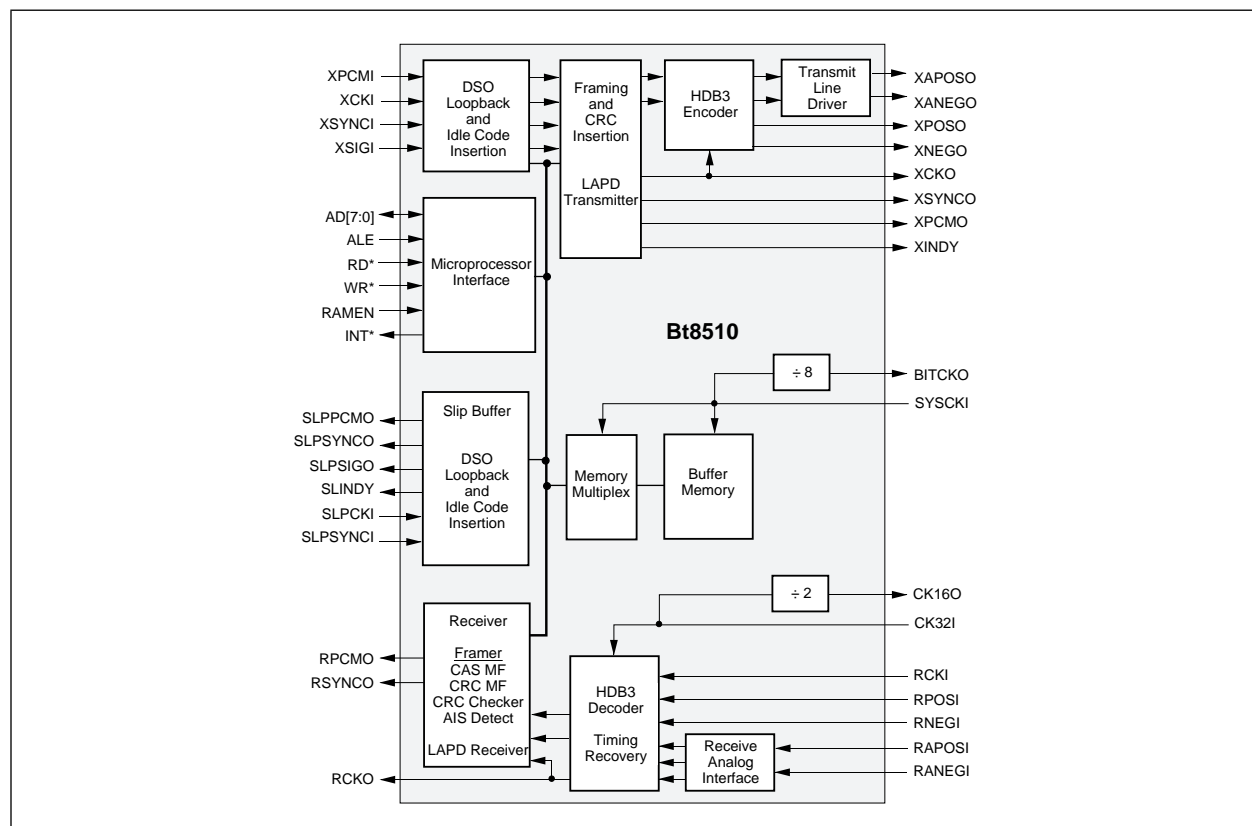 XPCMI
XCKI
XSYNCI
XSIGI
DSO
Loopback
and
Idle Code
Insertion
Framing
and
CRC
Insertion
LAPD
Transmitter
HDB3
Encoder
Transmit
Line
Driver
XAPOSO
XANEGO
XPOSO
XNEGO
XCKO
XSYNCO
XPCMO
XINDY
AD[7:0]
ALE
RD*
WR*
RAMEN
INT*
Microprocessor
Interface
Bt8510
÷ 8
BITCKO
SYSCKI
SLPPCMO
SLPSYNCO
SLPSIGO
SLINDY
SLPCKI
SLPSYNCI
Slip Buffer
DSO
Loopback
and
Idle Code
Insertion
Memory
Multiplex
Buffer
Memory
÷ 2
CK16O
CK32I
RPCMO
RSYNCO
RCKO
Receiver
Framer
CAS MF
CRC MF
CRC Checker
AIS Detect
LAPD Receiver
HDB3
Decoder
Timing
Recovery
Receive
Analog
Interface
RCKI
RPOSI
RNEGI
RAPOSI
RANEGI